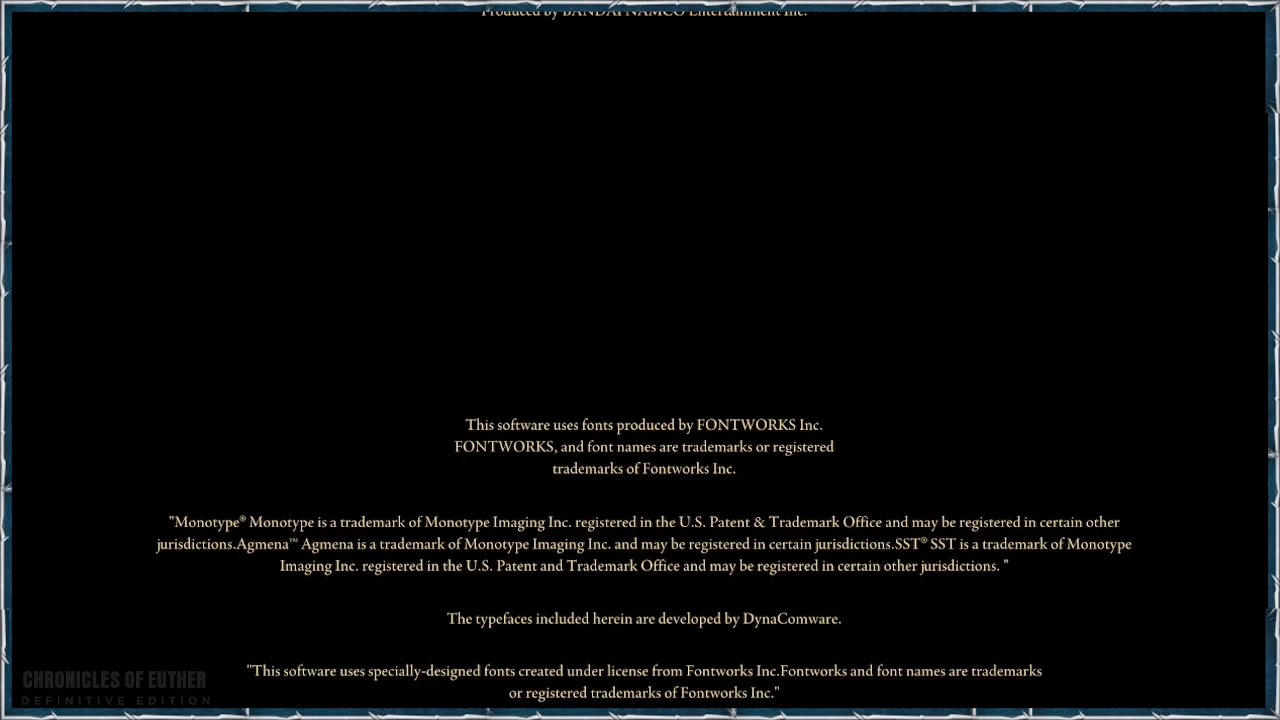 Produced by BANDAI NAMCO Entertainment Inc.
This software uses fonts produced by FONTWORKS Inc.
FONTWORKS, and font names are trademarks or registered
trademarks of Fontworks Inc.
"Monotype® Monotype is a trademark of Monotype Imaging Inc. registered in the U.S. Patent & Trademark Office and may be registered in certain other
jurisdictions.Agmena™ Agmena is a trademark of Monotype Imaging Inc. and may be registered in certain jurisdictions.SST® SST is a trademark of Monotype
Imaging Inc. registered in the U.S. Patent and Trademark Office and may be registered in certain other jurisdictions. "
The typefaces included herein are developed by DynaComware.
"This software uses specially-designed fonts created under license from Fontworks Inc.Fontworks and font names are trademarks
or registered trademarks of Fontworks Inc."
CHRONICLES OF EUTHER
DEFINITIVE EDITION